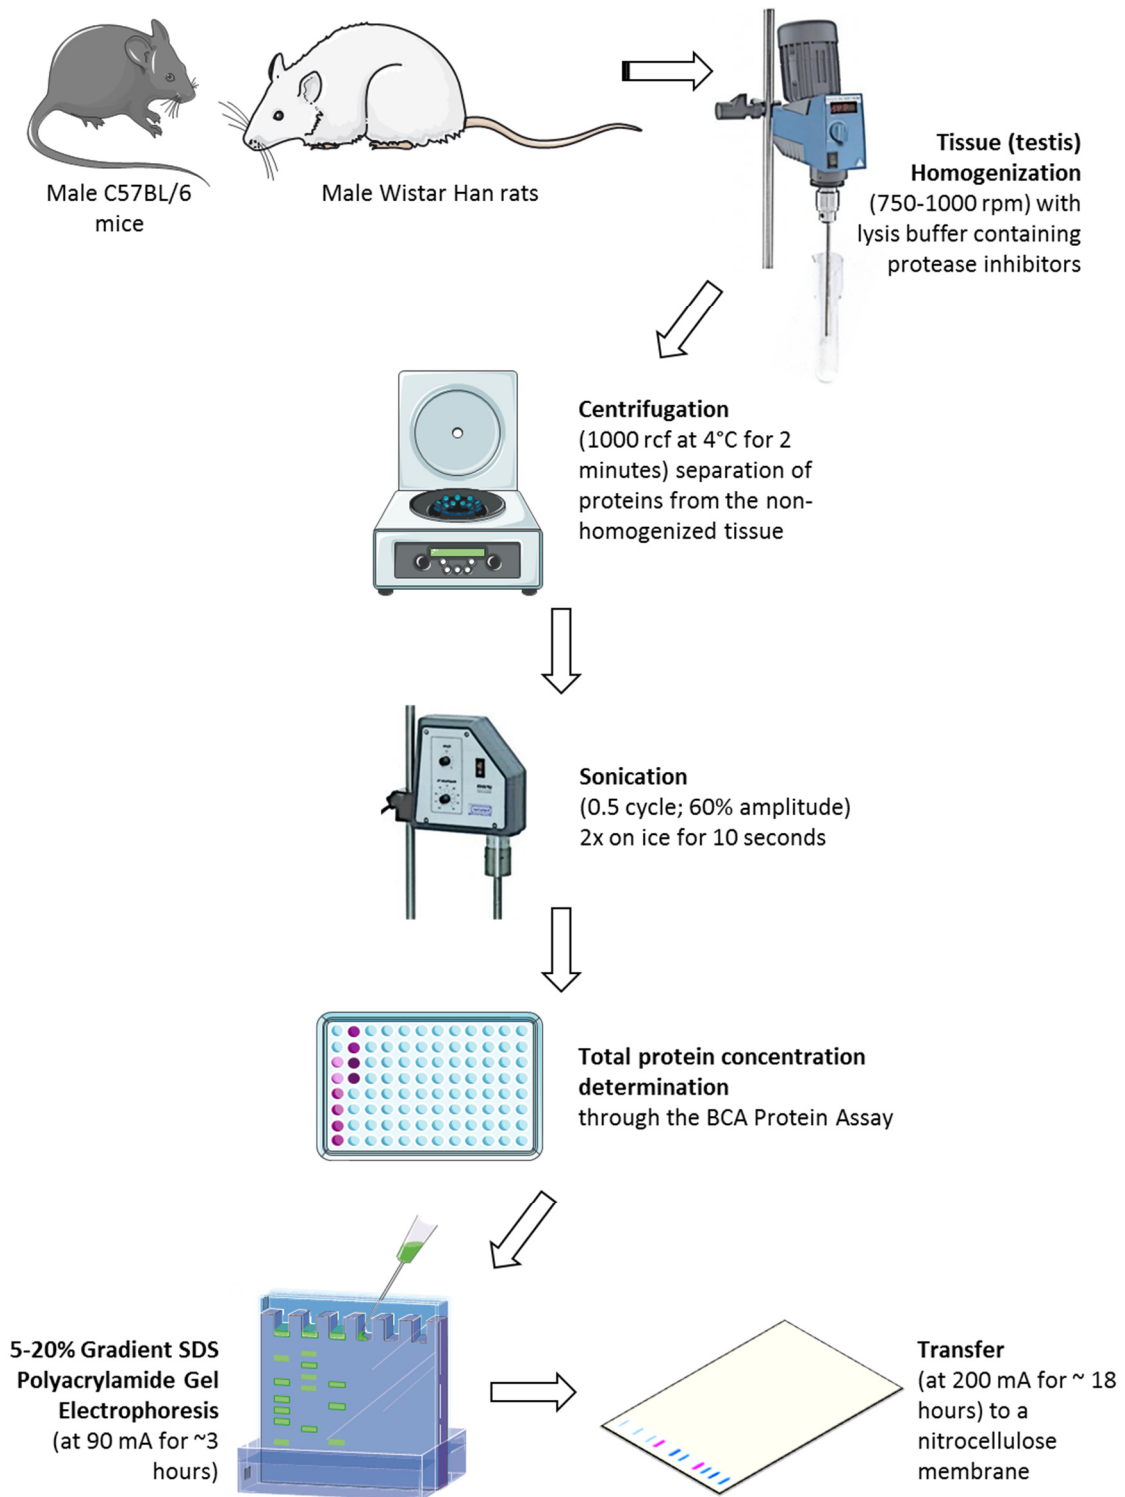 Male C57BL/6
mice
Male Wistar Han rats
Tissue (testis)
Homogenization
(750-1000 rpm) with
lysis buffer containing
protease inhibitors
Centrifugation
(1000 rcf at 4°C for 2
minutes) separation of
proteins from the non-
homogenized tissue
Sonication
(0.5 cycle; 60% amplitude)
2x on ice for 10 seconds
Total protein concentration
determination
through the BCA Protein Assay
5-20% Gradient SDS
Polyacrylamide Gel
Electrophoresis
(at 90 mA for ~3
hours)
Transfer
(at 200 mA for ~ 18
hours) to a
nitrocellulose
membrane